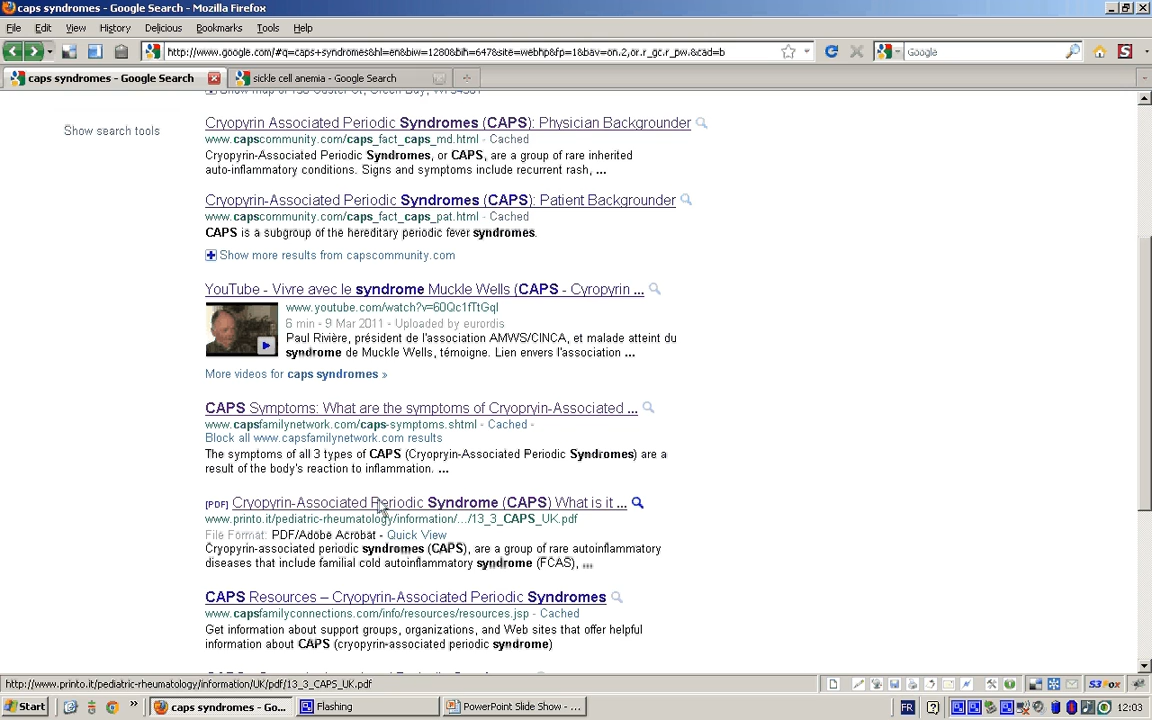 caps syndromes - Google Search - Mozilla Firefox
File Edit View History Delicious Bookmarks Tools Help
http://www.google.com/#q=caps+syndromes&hl=en&biw=1280&bih=647&site=webhp&fp=1&bav=on.2,or.r_gc.r_pw.&cad=b
Google
caps syndromes - Google Search
sickle cell anemia - Google Search
Show search tools
Cryopyrin Associated Periodic Syndromes (CAPS): Physician Backgrounder
www.capscommunity.com/caps_fact_caps_md.html - Cached
Cryopyrin-Associated Periodic Syndromes, or CAPS, are a group of rare inherited
auto-inflammatory conditions. Signs and symptoms include recurrent rash, ...
Cryopyrin-Associated Periodic Syndromes (CAPS): Patient Backgrounder
www.capscommunity.com/caps_fact_caps_pat.html - Cached
CAPS is a subgroup of the hereditary periodic fever syndromes.
Show more results from capscommunity.com
YouTube - Vivre avec le syndrome Muckle Wells (CAPS - Cyropyrin ...
www.youtube.com/watch?v=60Qc1fTtGqI
6 min - 9 Mar 2011 - Uploaded by eurordis
Paul Rivière, président de l'association AMWS/CINCA, et malade atteint du
syndrome de Muckle Wells, témoigne. Lien envers l'association ...
More videos for caps syndromes »
CAPS Symptoms: What are the symptoms of Cryopryin-Associated ...
www.capsfamilynetwork.com/caps-symptoms.shtml - Cached -
Block all www.capsfamilynetwork.com results
The symptoms of all 3 types of CAPS (Cryopryin-Associated Periodic Syndromes) are a
result of the body's reaction to inflammation. ...
[PDF] Cryopyrin-Associated Periodic Syndrome (CAPS) What is it ...
www.printo.it/pediatric-rheumatology/information/.../13_3_CAPS_UK.pdf
File Format: PDF/Adobe Acrobat - Quick View
Cryopyrin-associated periodic syndromes (CAPS), are a group of rare autoinflammatory
diseases that include familial cold autoinflammatory syndrome (FCAS), ...
CAPS Resources – Cryopyrin-Associated Periodic Syndromes
www.capsfamilyconnections.com/info/resources/resources.jsp - Cached
Get information about support groups, organizations, and Web sites that offer helpful
information about CAPS (cryopyrin-associated periodic syndrome)
http://www.printo.it/pediatric-rheumatology/information/UK/pdf/13_3_CAPS_UK.pdf
S3Fox
Start
caps syndromes - Go...
Flashing
PowerPoint Slide Show - ...
FR
12:03